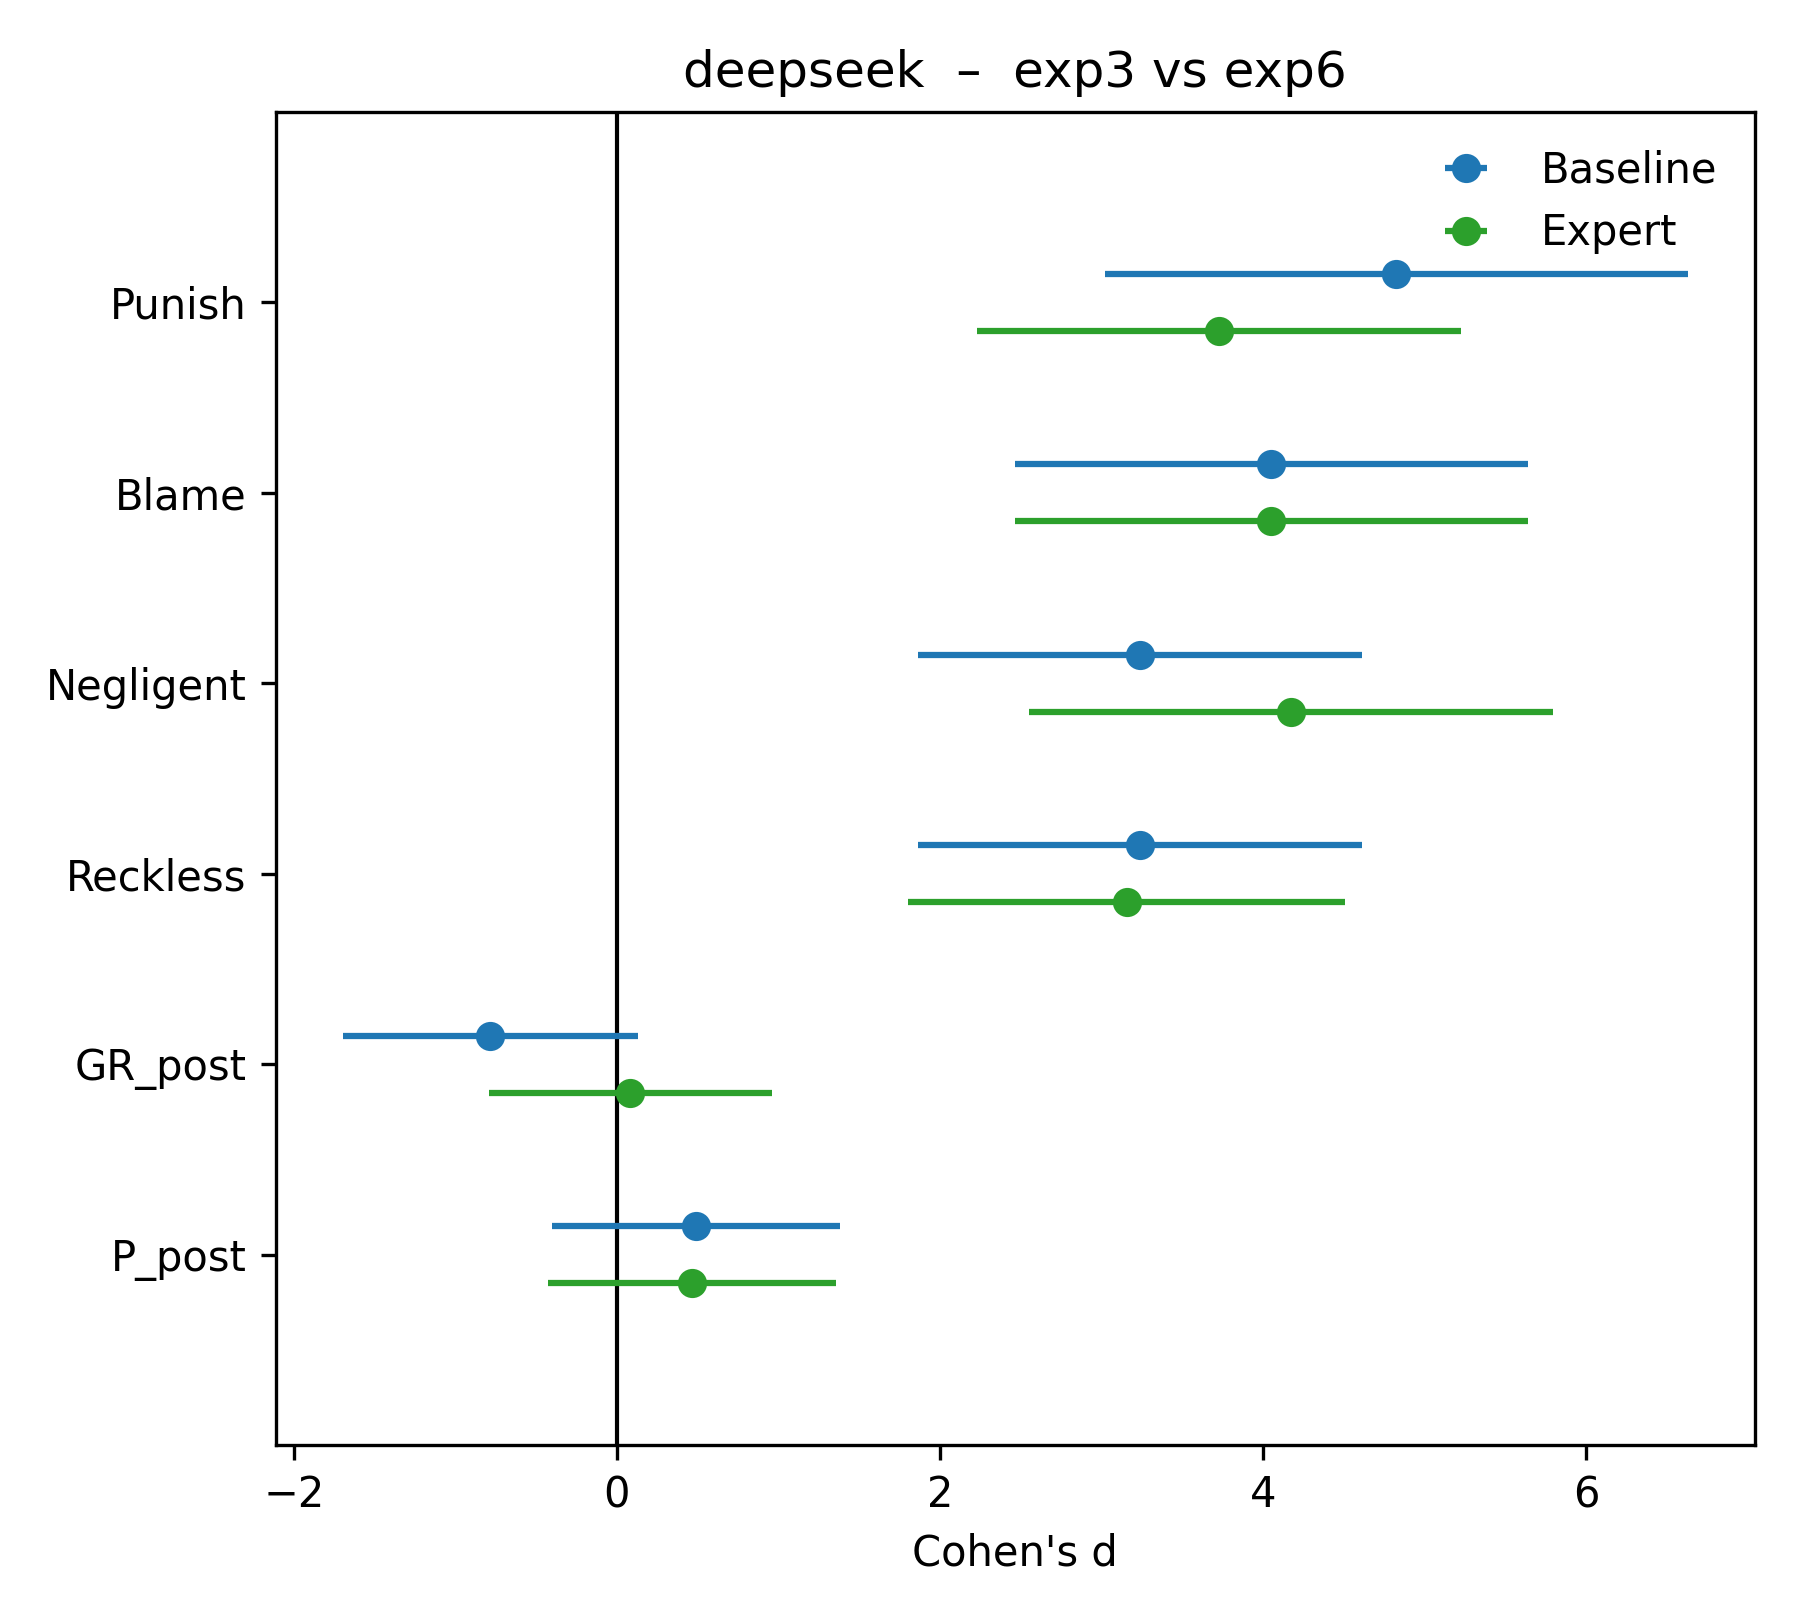 deepseek – exp3 vs exp6
Baseline
Expert
Punish
Blame
Negligent
Reckless
GR_post
P_post
−2 0 2 4 6
Cohen's d